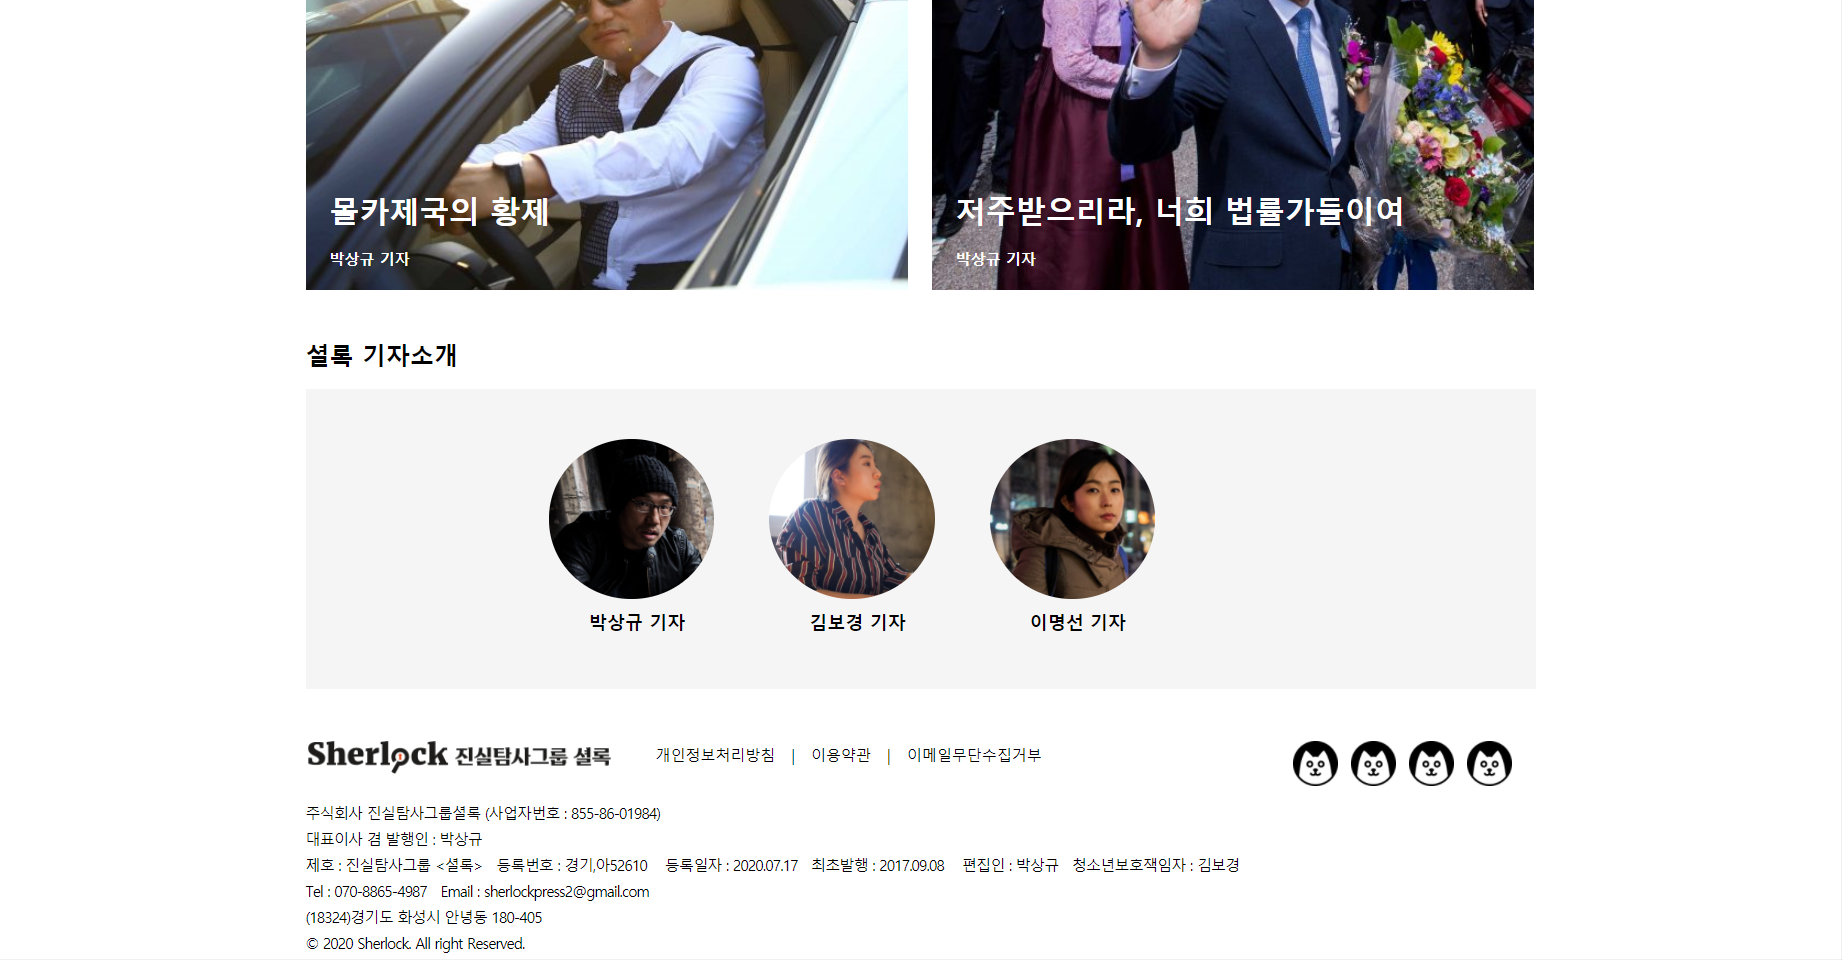 몰카제국의 황제
박상규 기자
저주받으리라, 너희 법률가들이여
박상규 기자
셜록 기자소개
박상규 기자
김보경 기자
이명선 기자
Sherlock 진실탐사그룹 셜록
개인정보처리방침 | 이용약관 | 이메일무단수집거부
주식회사 진실탐사그룹셜록 (사업자번호 : 855-86-01984)
대표이사 겸 발행인 : 박상규
제호 : 진실탐사그룹 <셜록> 등록번호 : 경기,아52610 등록일자 : 2020.07.17 최초발행 : 2017.09.08 편집인 : 박상규 청소년보호잭임자 : 김보경
Tel : 070-8865-4987 Email : sherlockpress2@gmail.com
(18324)경기도 화성시 안녕동 180-405
© 2020 Sherlock. All right Reserved.